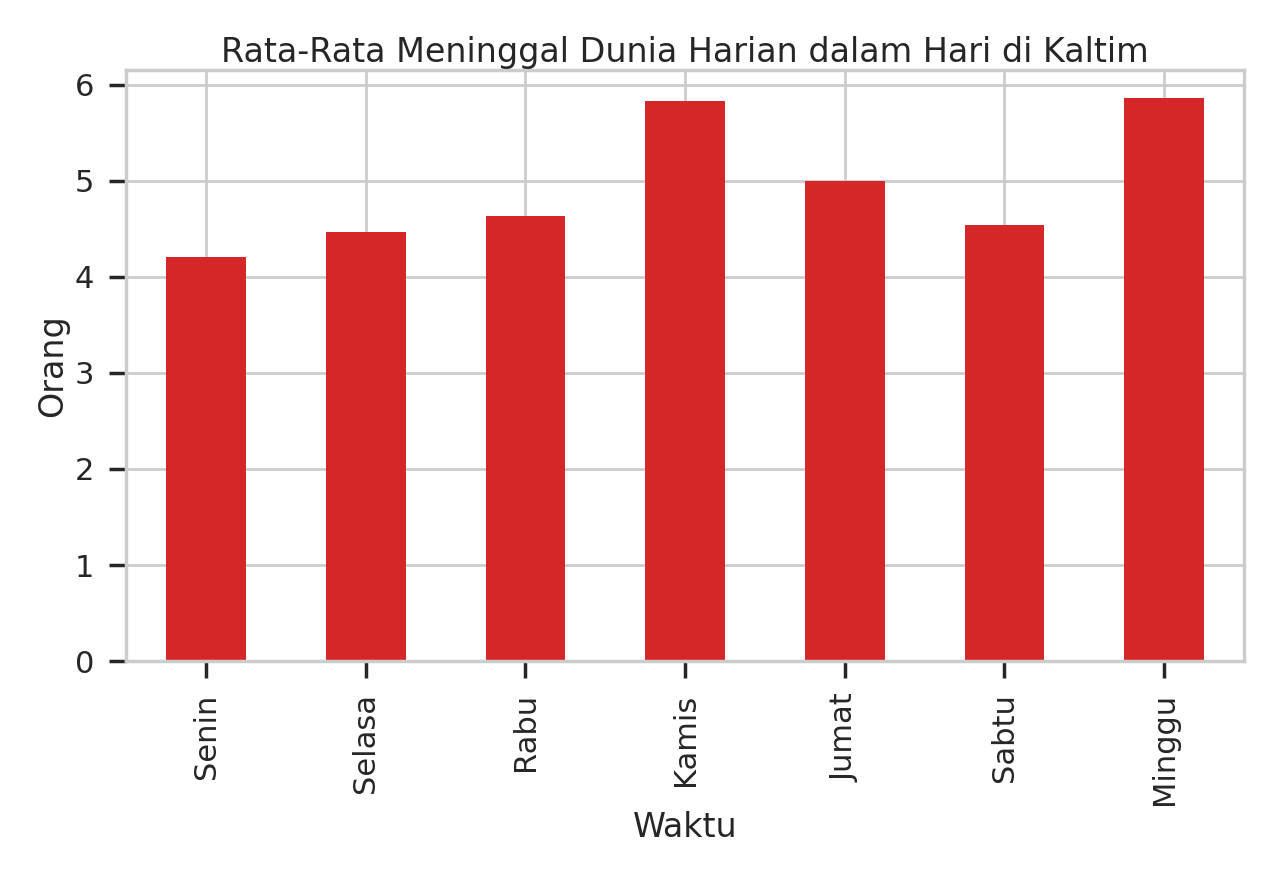 Rata-Rata Meninggal Dunia Harian dalam Hari di Kaltim
6
5
4
3
2
1
0
Orang
Senin
Selasa
Rabu
Kamis
Jumat
Sabtu
Minggu
Waktu